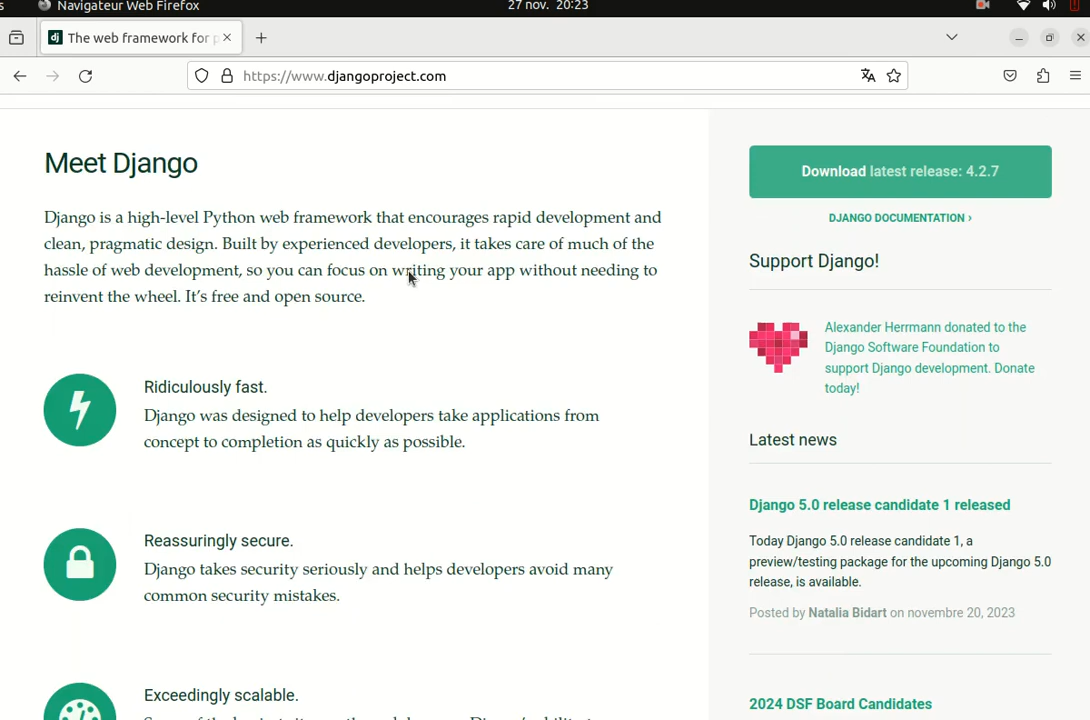 Navigateur Web Firefox
27 nov. 20:23
dj The web framework for p
https://www.djangoproject.com
Meet Django
Django is a high-level Python web framework that encourages rapid development and
clean, pragmatic design. Built by experienced developers, it takes care of much of the
hassle of web development, so you can focus on writing your app without needing to
reinvent the wheel. It’s free and open source.
Ridiculously fast.
Django was designed to help developers take applications from
concept to completion as quickly as possible.
Reassuringly secure.
Django takes security seriously and helps developers avoid many
common security mistakes.
Exceedingly scalable.
Download latest release: 4.2.7
DJANGO DOCUMENTATION ›
Support Django!
Alexander Herrmann donated to the
Django Software Foundation to
support Django development. Donate
today!
Latest news
Django 5.0 release candidate 1 released
Today Django 5.0 release candidate 1, a
preview/testing package for the upcoming Django 5.0
release, is available.
Posted by Natalia Bidart on novembre 20, 2023
2024 DSF Board Candidates